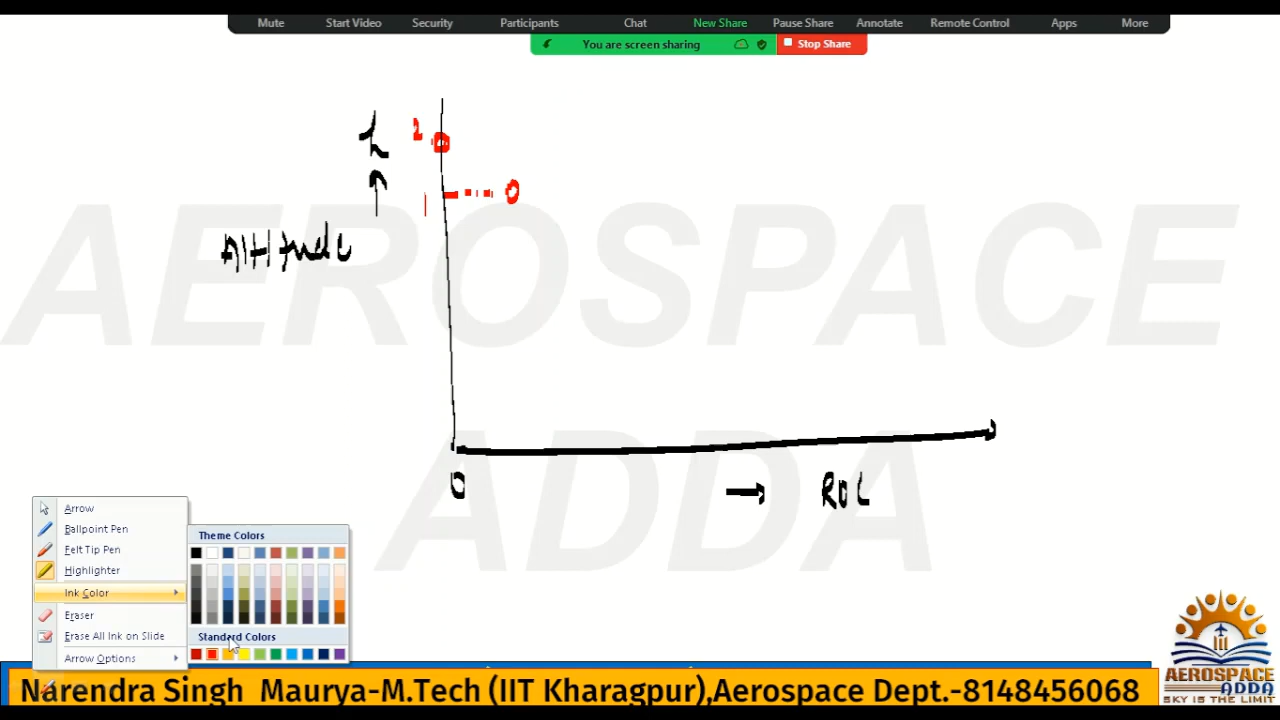 Mute Start Video Security Participants Chat New Share Pause Share Annotate Remote Control Apps More
You are screen sharing Stop Share
h
2 0
1 0
Altitude
AEROSPACE
ADDA
0
→ ROC
Arrow
Ballpoint Pen
Felt Tip Pen
Highlighter
Ink Color
Eraser
Erase All Ink on Slide
Arrow Options
Theme Colors
Standard Colors
Narendra Singh Maurya-M.Tech (IIT Kharagpur),Aerospace Dept.-8148456068
AEROSPACE
ADDA
SKY IS THE LIMIT